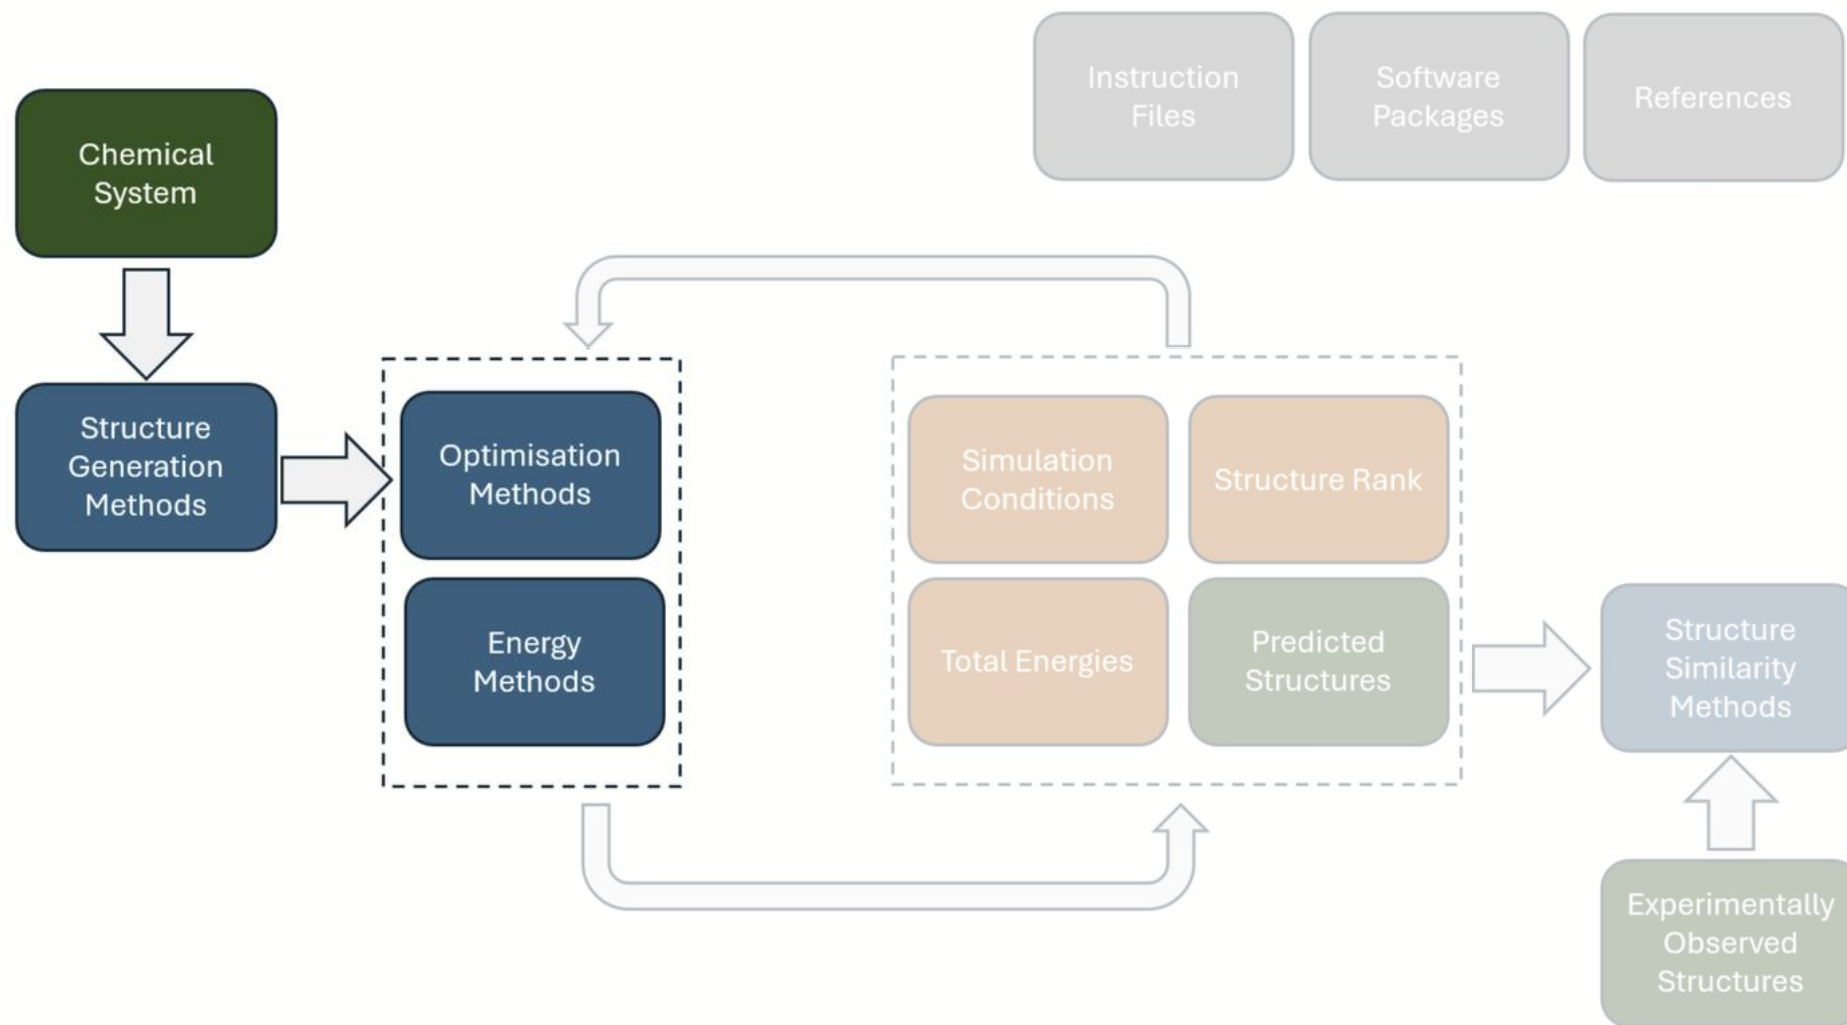 Instruction
Files
Software
Packages
References
Chemical
System
Structure
Generation
Methods
Optimisation
Methods
Energy
Methods
Simulation
Conditions
Structure Rank
Total Energies
Predicted
Structures
Structure
Similarity
Methods
Experimentally
Observed
Structures